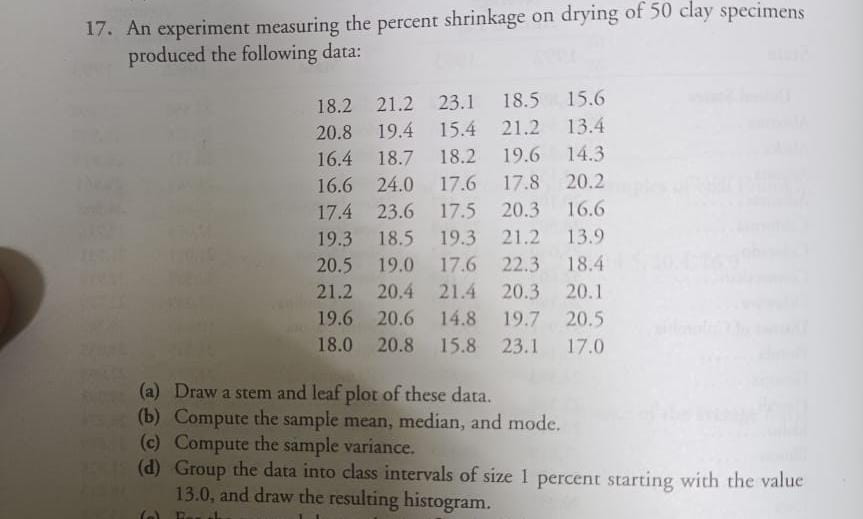 17. An experiment measuring the percent shrinkage on drying of 50 clay specimens
produced the following data:
18.2 21.2 23.1 18.5 15.6
20.8 19.4 15.4 21.2 13.4
16.4 18.7 18.2 19.6 14.3
16.6 24.0 17.6 17.8 20.2
17.4 23.6 17.5 20.3 16.6
19.3 18.5 19.3 21.2 13.9
20.5 19.0 17.6 22.3 18.4
21.2 20.4 21.4 20.3 20.1
19.6 20.6 14.8 19.7 20.5
18.0 20.8 15.8 23.1 17.0
(a) Draw a stem and leaf plot of these data.
(b) Compute the sample mean, median, and mode.
(c) Compute the sample variance.
(d) Group the data into class intervals of size 1 percent starting with the value
13.0, and draw the resulting histogram.